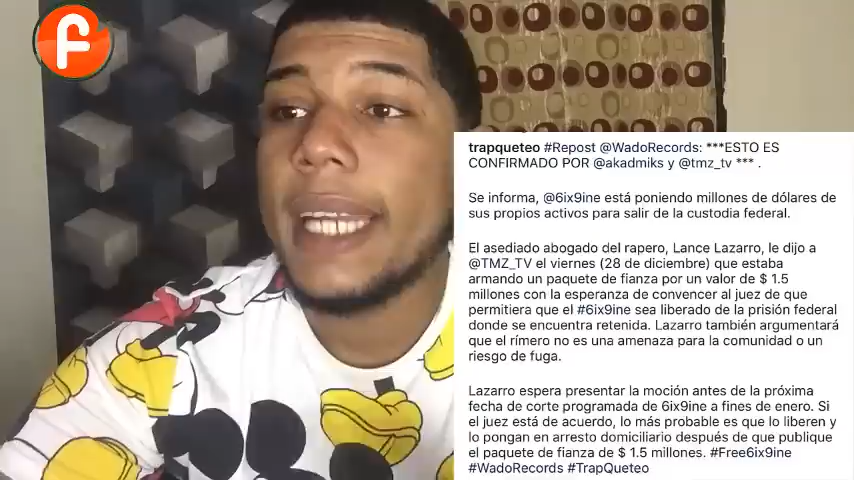 f
trapqueteo #Repost @WadoRecords: ***ESTO ES
CONFIRMADO POR @akadmiks y @tmz_tv *** .
Se informa, @6ix9ine está poniendo millones de dólares de
sus propios activos para salir de la custodia federal.
El asediado abogado del rapero, Lance Lazarro, le dijo a
@TMZ_TV el viernes (28 de diciembre) que estaba
armando un paquete de fianza por un valor de $ 1.5
millones con la esperanza de convencer al juez de que
permitiera que el #6ix9ine sea liberado de la prisión federal
donde se encuentra retenida. Lazarro también argumentará
que el rímero no es una amenaza para la comunidad o un
riesgo de fuga.
Lazarro espera presentar la moción antes de la próxima
fecha de corte programada de 6ix9ine a fines de enero. Si
el juez está de acuerdo, lo más probable es que lo liberen y
lo pongan en arresto domiciliario después de que publique
el paquete de fianza de $ 1.5 millones. #Free6ix9ine
#WadoRecords #TrapQueteo